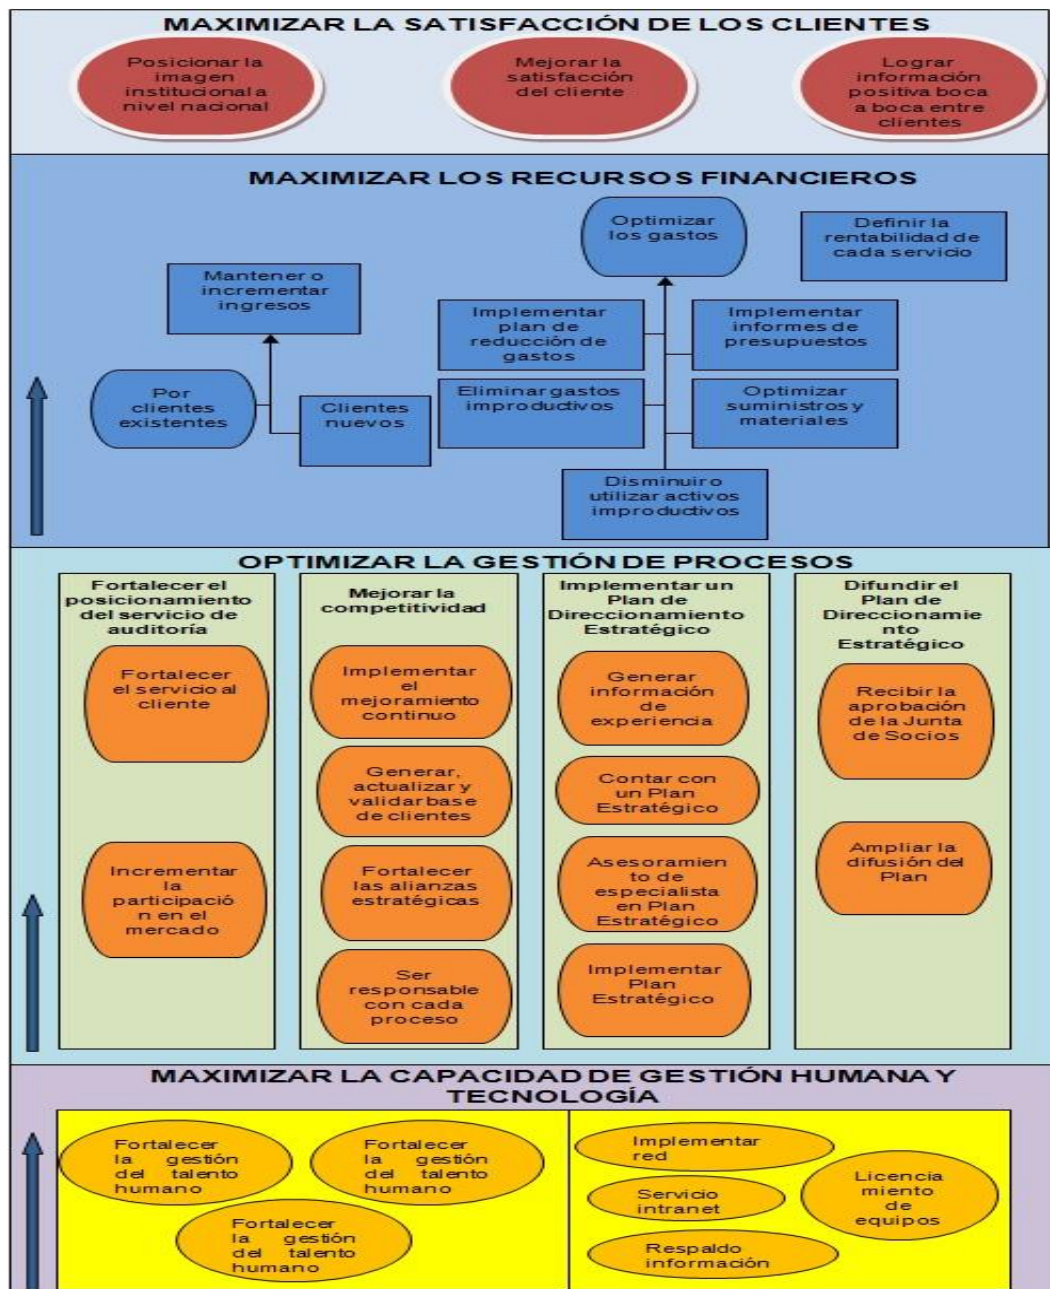 MAXIMIZAR LA SATISFACCIÓN DE LOS CLIENTES
Posicionar la
imagen
institucional a
nivel nacional
Mejorar la
satisfacción
del cliente
Lograr
información
positiva boca
a boca entre
clientes
MAXIMIZAR LOS RECURSOS FINANCIEROS
Optimizar
los gastos
Definir la
rentabilidad de
cada servicio
Mantener o
incrementar
ingresos
Implementar
plan de
reducción de
gastos
Implementar
informes de
presupuestos
Por
clientes
existentes
Clientes
nuevos
Eliminar gastos
improductivos
Optimizar
suministros y
materiales
Disminuir o
utilizar activos
improductivos
OPTIMIZAR LA GESTIÓN DE PROCESOS
Fortalecer el
posicionamiento
del servicio de
auditoría
Fortalecer
el servicio al
cliente
Incrementar
la
participació
n en el
mercado
Mejorar la
competitividad
Implementar
el
mejoramiento
continuo
Generar,
actualizar y
validar base
de clientes
Fortalecer
las alianzas
estratégicas
Ser
responsable
con cada
proceso
Implementar un
Plan de
Direccionamiento
Estratégico
Generar
información
de
experiencia
Contar con
un Plan
Estratégico
Asesoramien
to de
especialista
en Plan
Estratégico
Implementar
Plan
Estratégico
Difundir el
Plan de
Direccionamie
nto
Estratégico
Recibir la
aprobación
de la Junta
de Socios
Ampliar la
difusión del
Plan
MAXIMIZAR LA CAPACIDAD DE GESTIÓN HUMANA Y
TECNOLOGÍA
Fortalecer
la gestión
del talento
humano
Fortalecer
la gestión
del talento
humano
Fortalecer
la gestión
del talento
humano
Implementar
red
Servicio
intranet
Respaldo
información
Licencia
miento
de
equipos